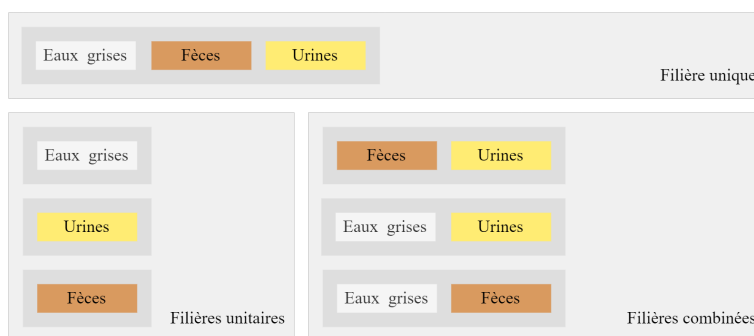 Eaux grises Fèces Urines
Filière unique
Eaux grises
Urines
Fèces
Filières unitaires
Fèces Urines
Eaux grises Urines
Eaux grises Fèces
Filières combinées